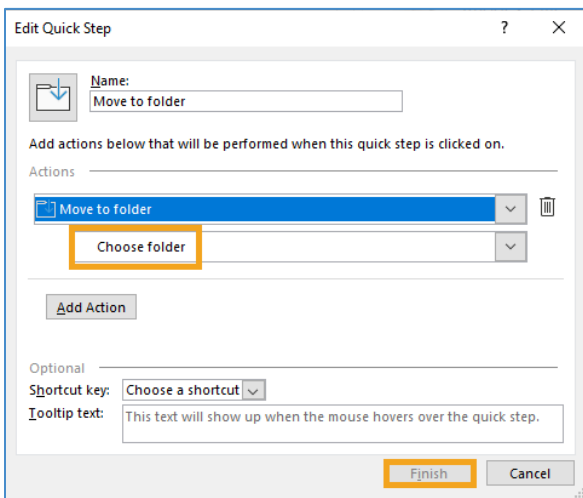 Edit Quick Step
?
Name:
Move to folder
Add actions below that will be performed when this quick step is clicked on.
Actions
Move to folder
Choose folder
Add Action
Optional
Shortcut key: Choose a shortcut
Tooltip text: This text will show up when the mouse hovers over the quick step.
Finish Cancel